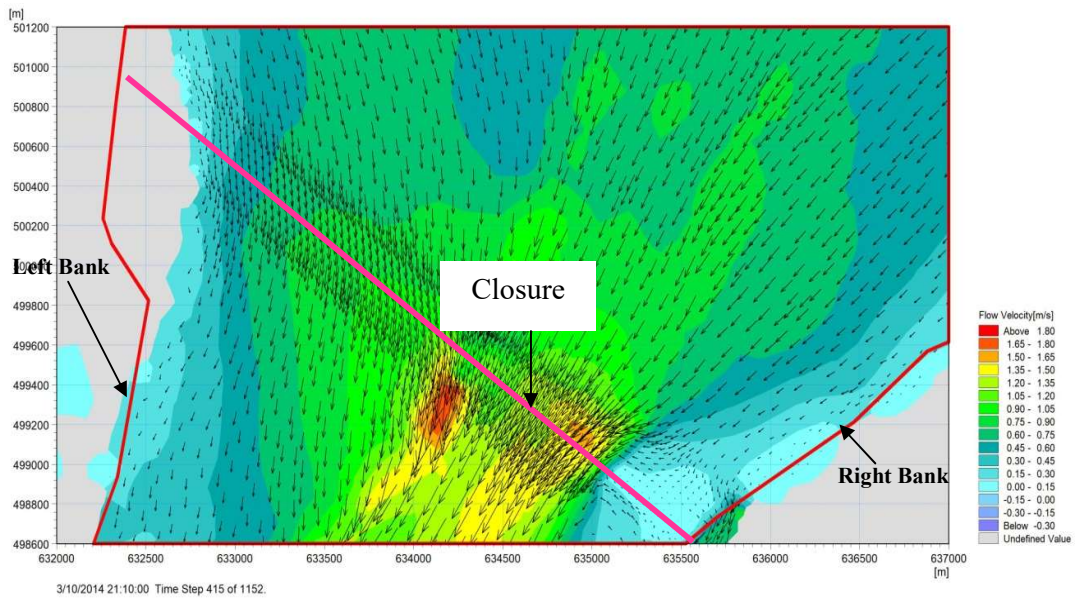 [m]
501200
501000
500800
500600
500400
500200
500000
499800
499600
499400
499200
499000
498800
498600
632000 632500 633000 633500 634000 634500 635000 635500 636000 636500 637000
[m]
Left Bank
Closure
Right Bank
Flow Velocity[m/s]
Above 1.80
1.65 - 1.80
1.50 - 1.65
1.35 - 1.50
1.20 - 1.35
1.05 - 1.20
0.90 - 1.05
0.75 - 0.90
0.60 - 0.75
0.45 - 0.60
0.30 - 0.45
0.15 - 0.30
0.00 - 0.15
-0.15 - 0.00
-0.30 - -0.15
Below -0.30
Undefined Value
3/10/2014 21:10:00 Time Step 415 of 1152.